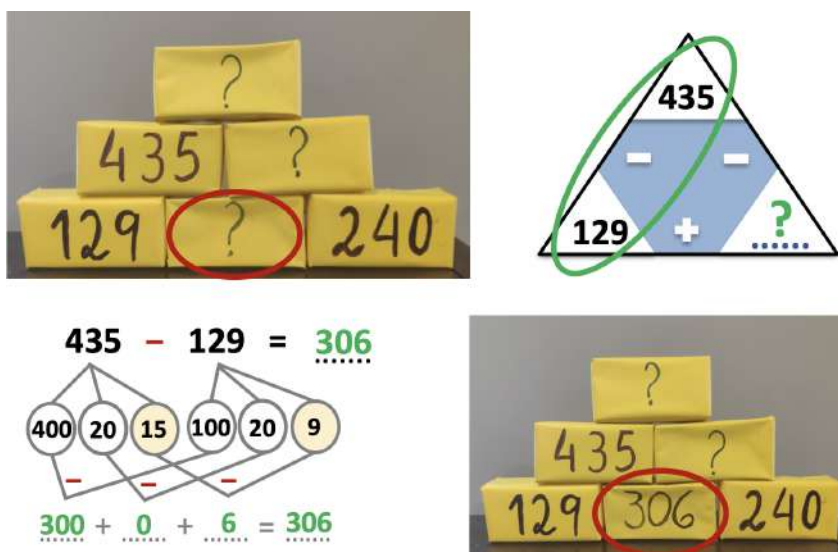 ?
435 ?
129 ? 240
435
- -
129 + ?
......
435 - 129 = 306
400 20 15 100 20 9
- - -
300 + 0 + 6 = 306
?
435 ?
129 306 240